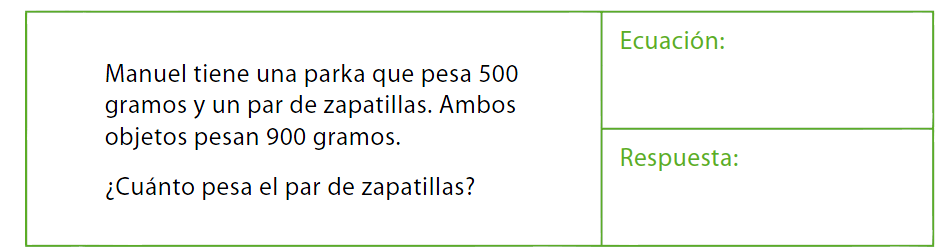 Manuel tiene una parka que pesa 500
gramos y un par de zapatillas. Ambos
objetos pesan 900 gramos.
¿Cuánto pesa el par de zapatillas?
Ecuación:
Respuesta: